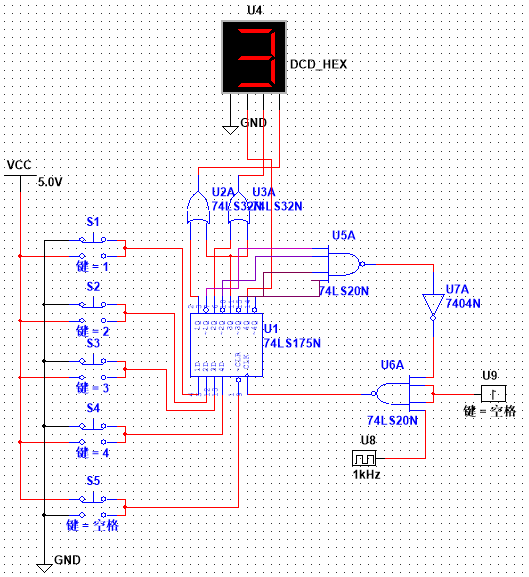 U4
3
DCD_HEX
GND
VCC
5.0V
U2A
U3A
74LS32N
74LS32N
S1
键 = 1
U5A
74LS20N
S2
键 = 2
U7A
7404N
U1
74LS175N
S3
键 = 3
U6A
74LS20N
U9
键 = 空格
S4
键 = 4
U8
1kHz
S5
键 = 空格
GND